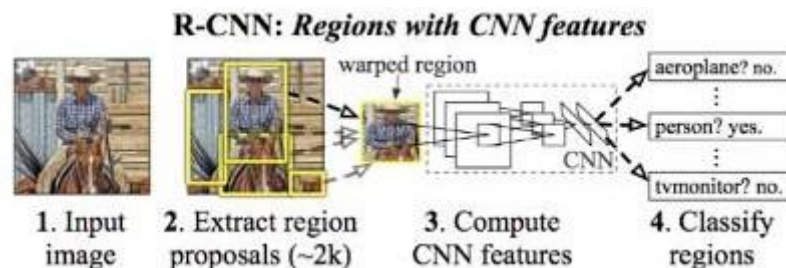 R-CNN: Regions with CNN features
warped region
aeroplane? no.
person? yes.
tvmonitor? no.
CNN
1. Input
image
2. Extract region
proposals (~2k)
3. Compute
CNN features
4. Classify
regions